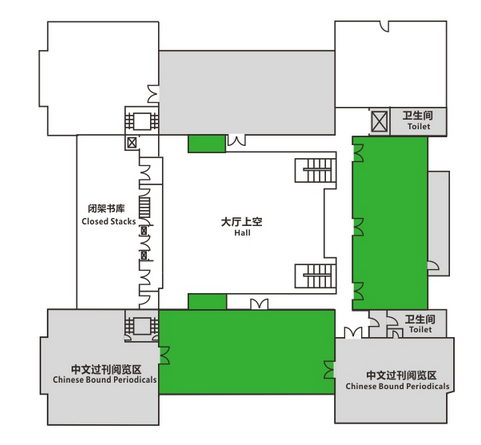 卫生间
Toilet
闭架书库
Closed Stacks
大厅上空
Hall
卫生间
Toilet
中文过刊阅览区
Chinese Bound Periodicals
中文过刊阅览区
Chinese Bound Periodicals